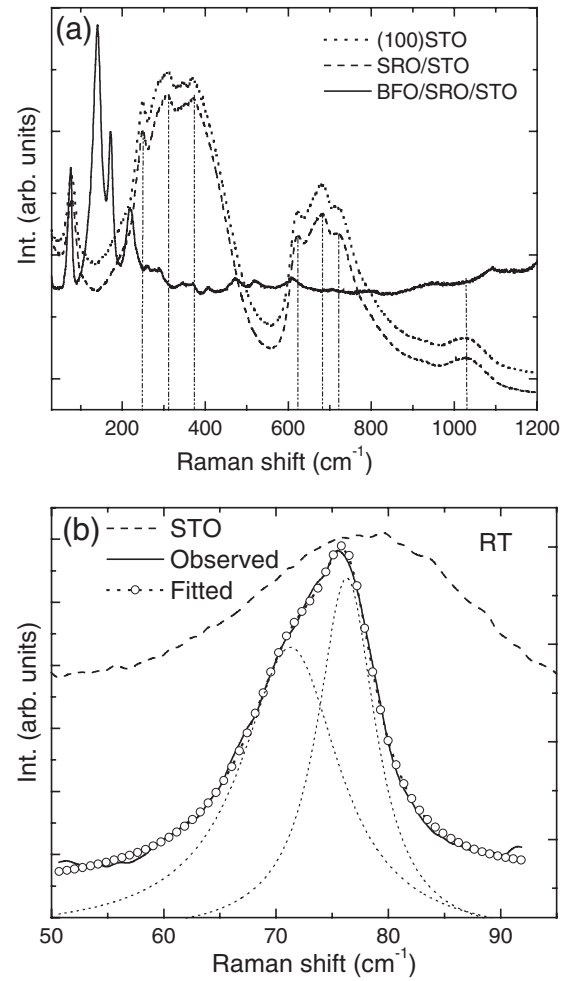 (a)
(100)STO
SRO/STO
BFO/SRO/STO
Int. (arb. units)
200 400 600 800 1000 1200
Raman shift (cm-1)
(b)
STO
Observed
Fitted
RT
Int. (arb. units)
50 60 70 80 90
Raman shift (cm-1)